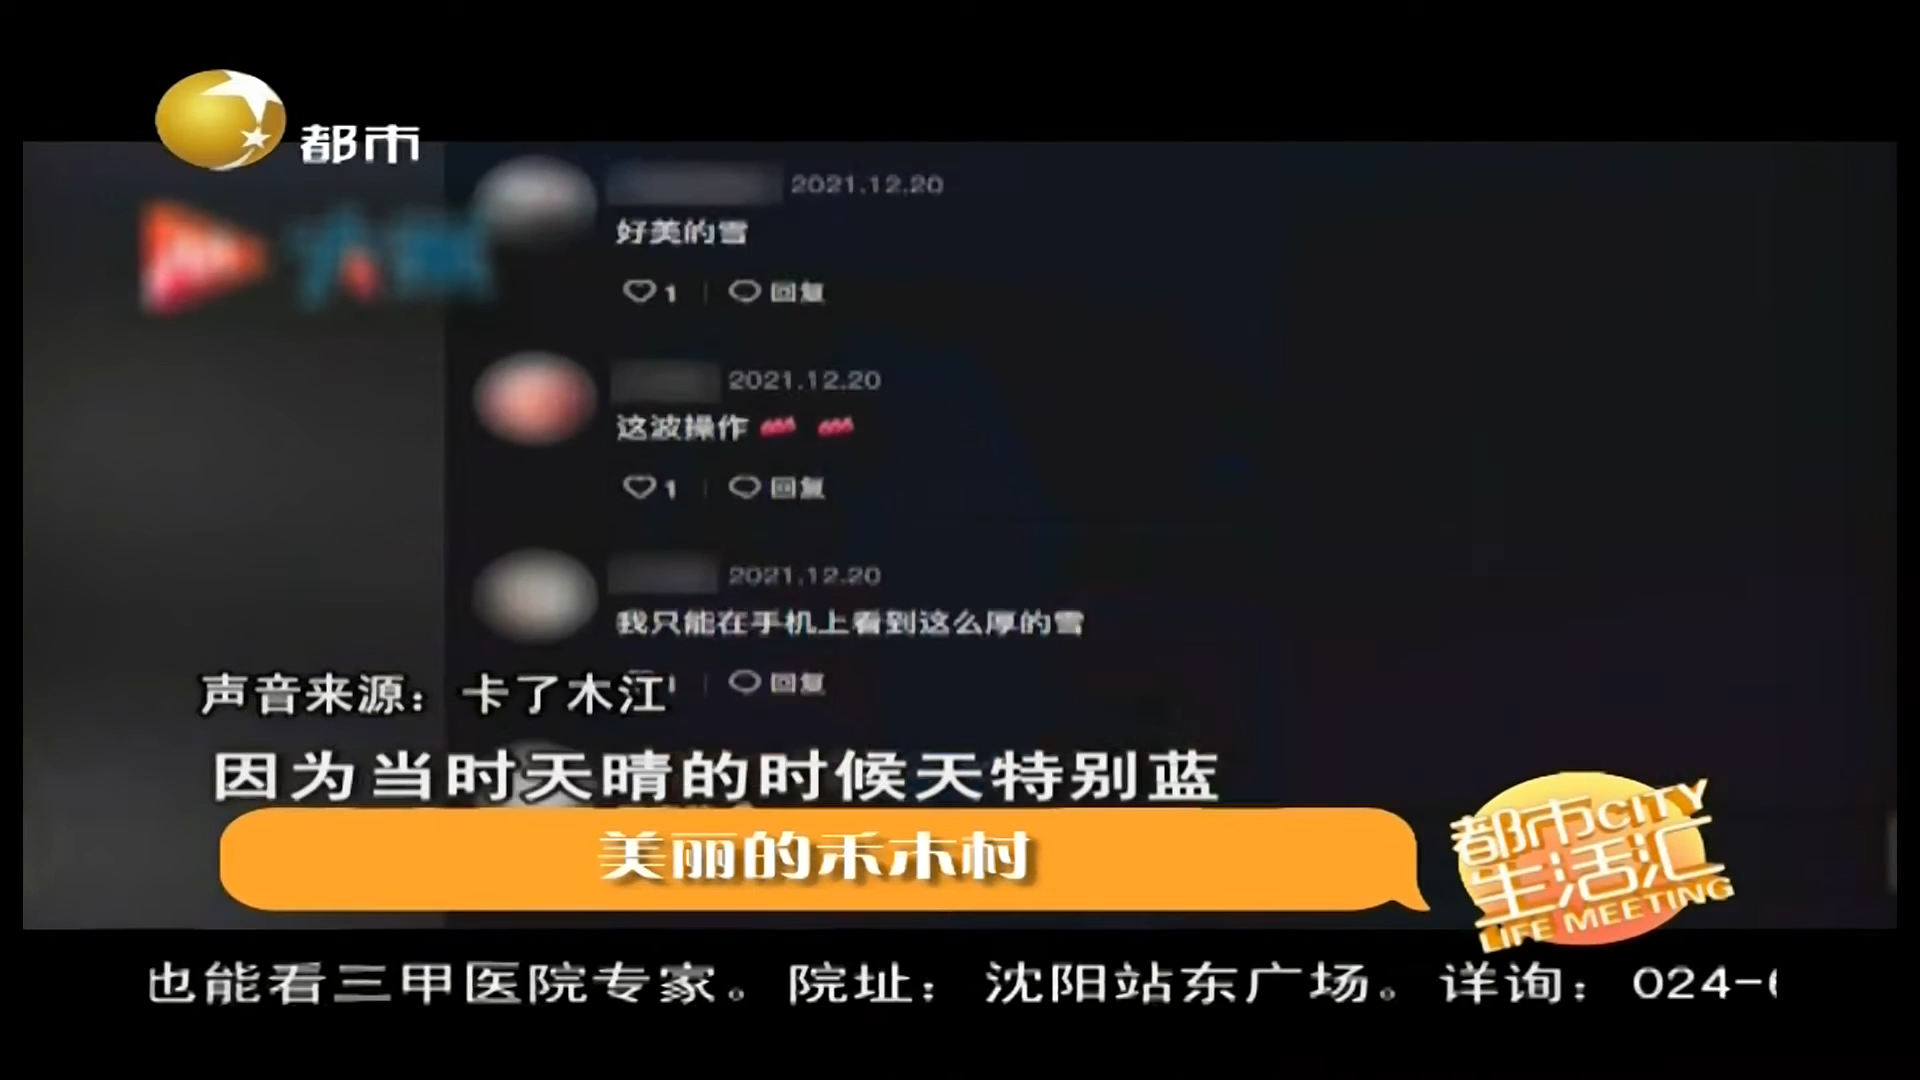 都市
2021.12.20
好美的雪
1 回复
2021.12.20
这波操作
1 回复
2021.12.20
我只能在手机上看到这么厚的雪
回复
声音来源：卡了木江
因为当时天晴的时候天特别蓝
美丽的禾木村
都市CITY
生活汇
LIFE MEETING
也能看三甲医院专家。院址：沈阳站东广场。详询：024-